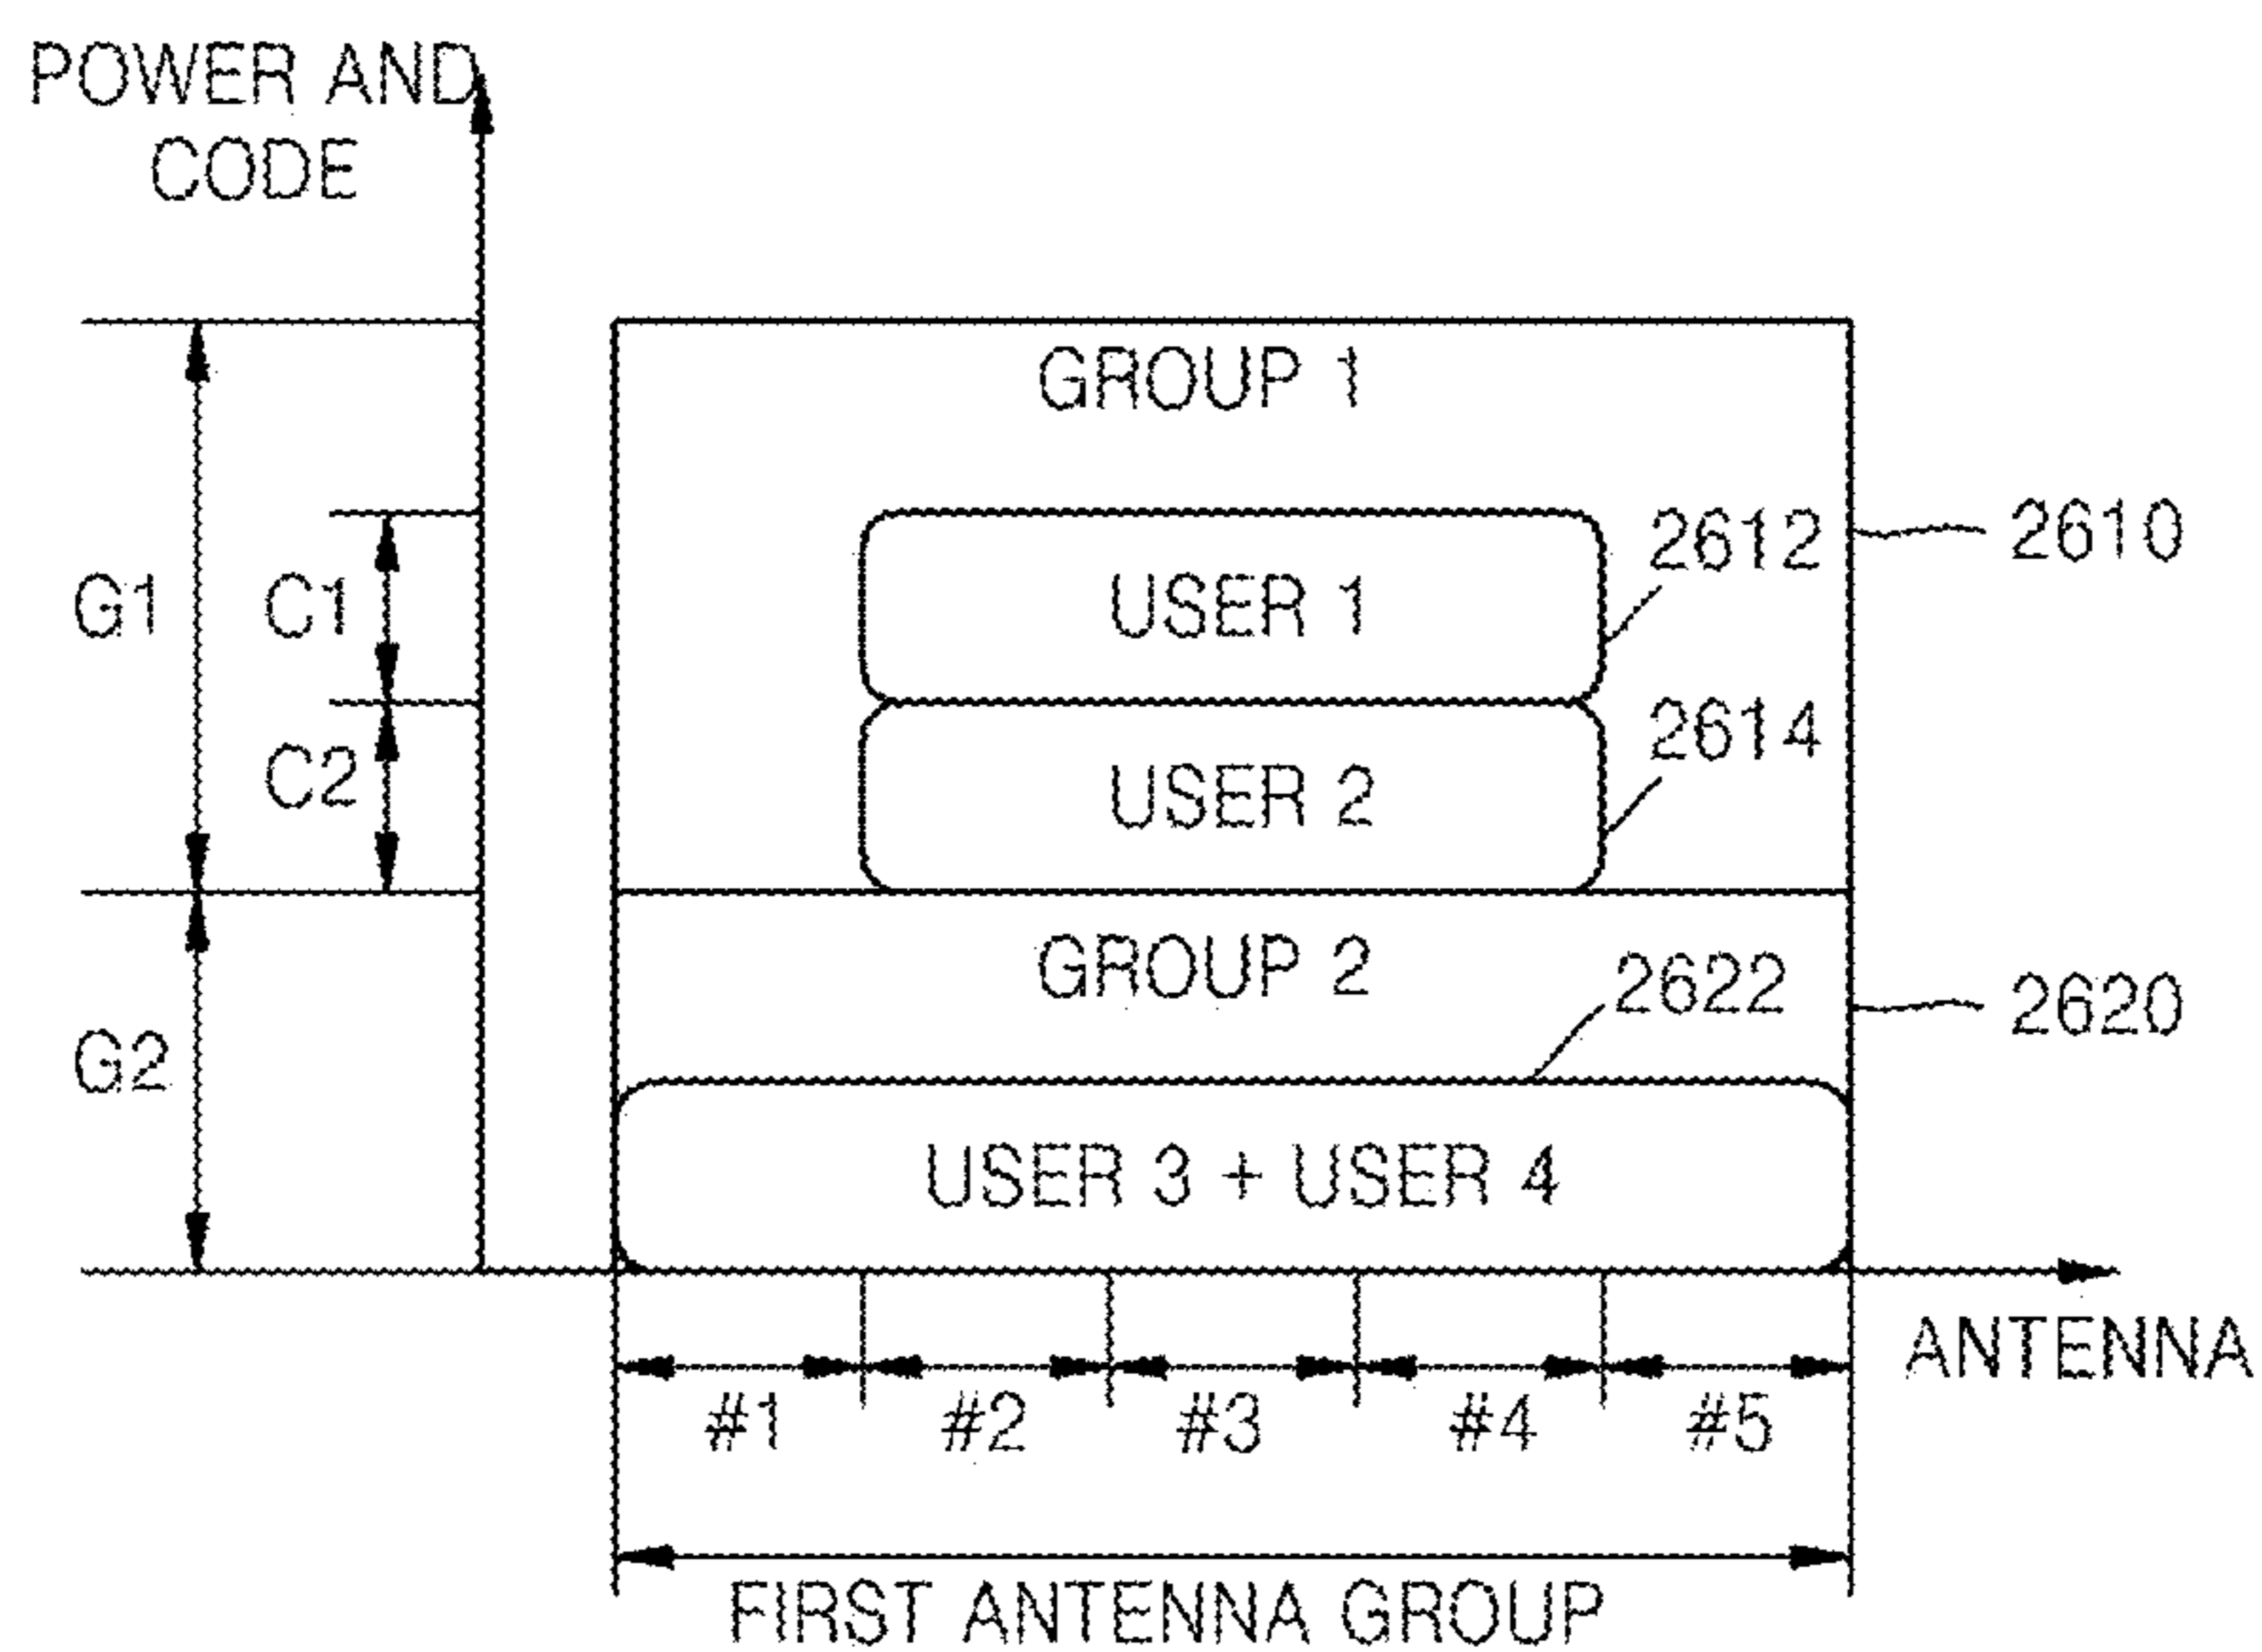 POWER AND
CODE
GROUP 1
2612
2610
G1
C1
USER 1
2614
C2
USER 2
GROUP 2
2622
2620
G2
USER 3 + USER 4
ANTENNA
#1
#2
#3
#4
#5
FIRST ANTENNA GROUP